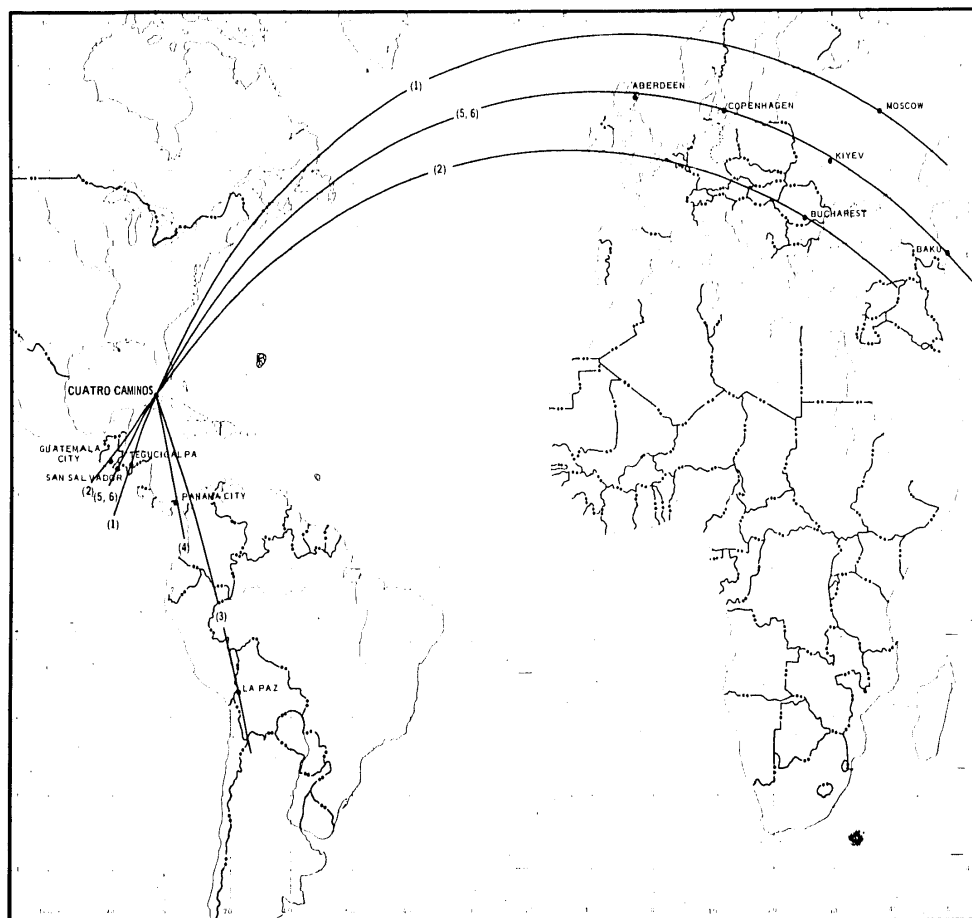 (1)
ABERDEEN
COPENHAGEN
MOSCOW
(5, 6)
KIYEV
(2)
BUCHAREST
BAKU
CUATRO CAMINOS
GUATEMALA
CITY
TEGUCIGALPA
SAN SALVADOR
(2)
(5, 6)
PANAMA CITY
(1)
(4)
(3)
LA PAZ